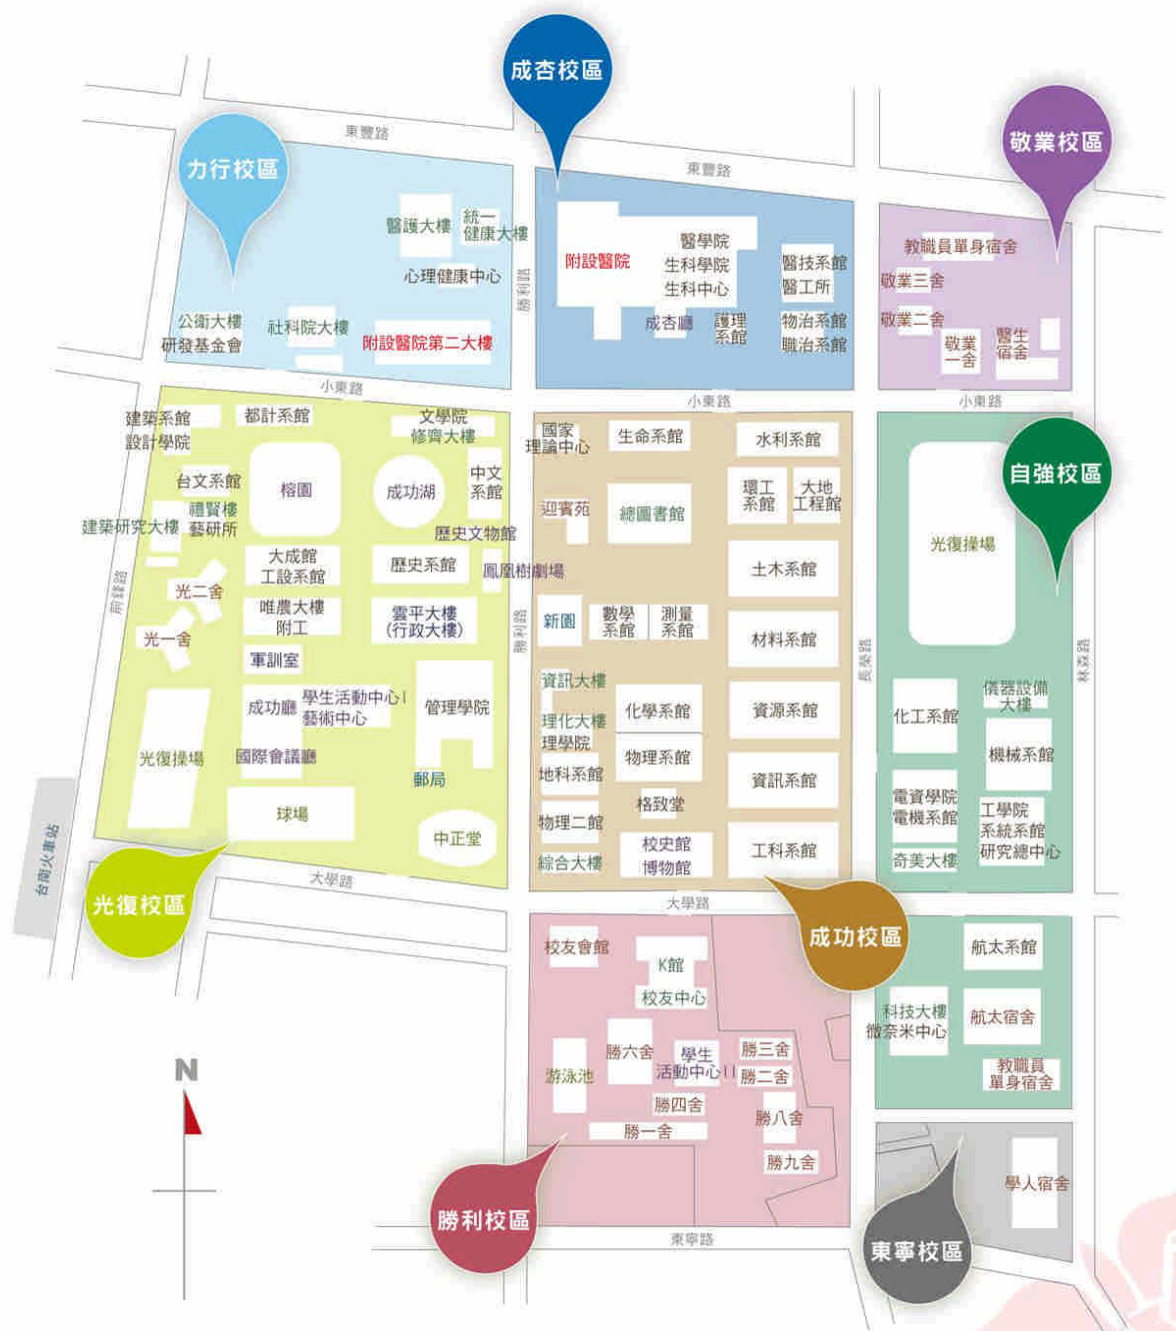 成杏校區
敬業校區
力行校區
東豐路
東豐路
醫護大樓
統一
健康大樓
心理健康中心
公衛大樓
研發基金會
社科院大樓
附設醫院第二大樓
勝利路
附設醫院
醫學院
生科學院
生科中心
成杏廳
護理
系館
醫技系館
醫工所
物治系館
職治系館
教職員單身宿舍
敬業三舍
敬業二舍
敬業
一舍
醫生
宿舍
小東路
小東路
小東路
建築系館
設計學院
都計系館
文學院
修齊大樓
台文系館
榕園
成功湖
中文
系館
禮賢樓
藝研所
建築研究大樓
歷史文物館
大成館
工設系館
歷史系館
鳳凰樹劇場
前鋒路
光二舍
唯農大樓
附工
雲平大樓
(行政大樓)
光一舍
軍訓室
勝利路
成功廳
學生活動中心I
藝術中心
管理學院
光復操場
國際會議廳
郵局
球場
中正堂
台南火車站
光復校區
大學路
國家
理論中心
生命系館
水利系館
迎賓苑
總圖書館
環工
系館
大地
工程館
土木系館
新園
數學
系館
測量
系館
材料系館
資訊大樓
理化大樓
理學院
化學系館
資源系館
地科系館
物理系館
資訊系館
物理二館
格致堂
綜合大樓
校史館
博物館
工科系館
大學路
成功校區
長榮路
自強校區
光復操場
林森路
儀器設備
大樓
化工系館
機械系館
電資學院
電機系館
工學院
系統系館
研究總中心
奇美大樓
校友會館
K館
校友中心
游泳池
勝六舍
學生
活動中心II
勝三舍
勝二舍
勝四舍
勝一舍
勝八舍
勝九舍
勝利校區
東寧路
航太系館
科技大樓
微奈米中心
航太宿舍
教職員
單身宿舍
學人宿舍
東寧校區
N